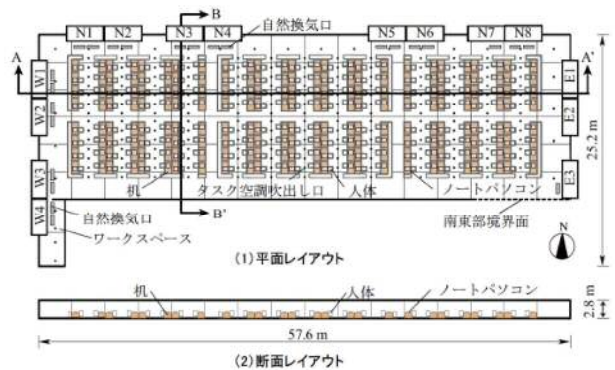 B
N1 N2 N3 N4 自然換気口 N5 N6 N7 N8
A A'
W1 E1
W2 E2
W3 E3
W4
机 タスク空調吹出し口 人体 ノートパソコン
B'
自然換気口
ワークスペース
南東部境界面
N
25.2 m
(1)平面レイアウト
机 人体 ノートパソコン
2.8 m
57.6 m
(2)断面レイアウト